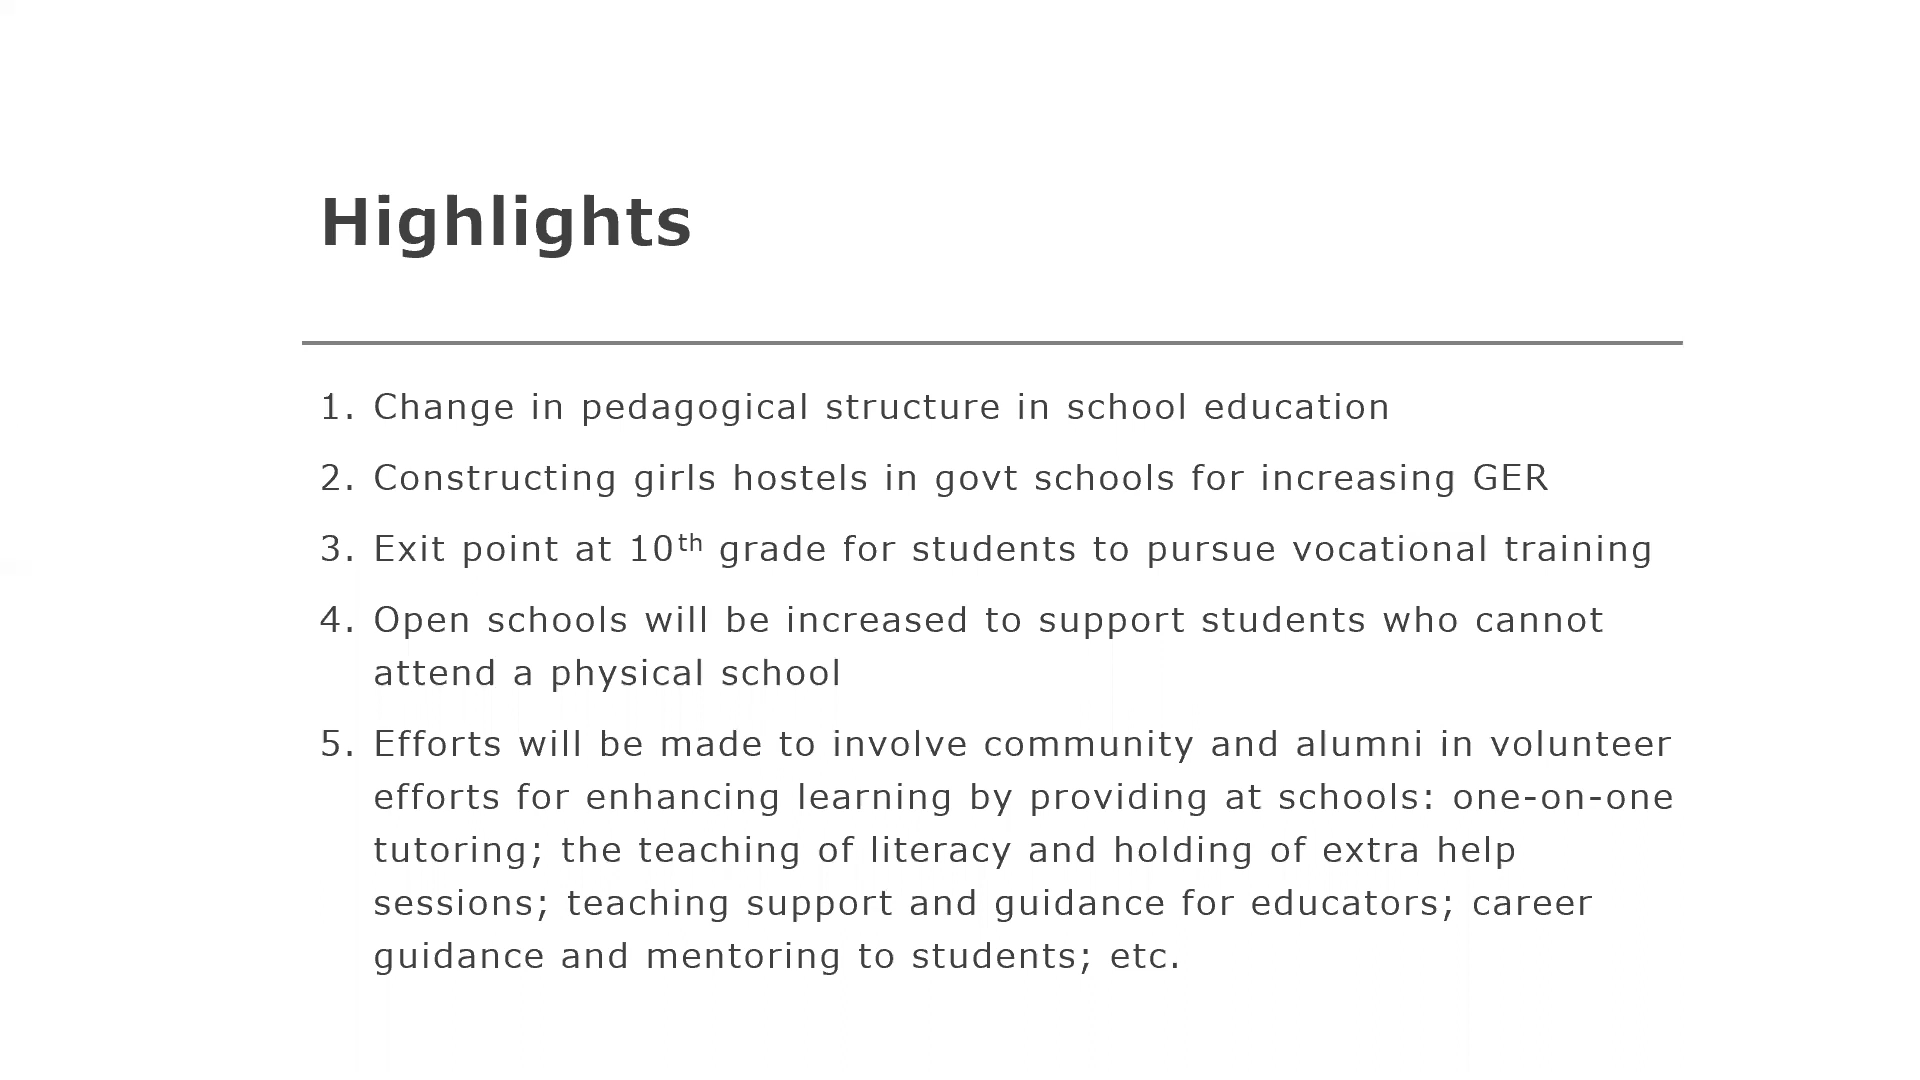 Highlights
1. Change in pedagogical structure in school education
2. Constructing girls hostels in govt schools for increasing GER
3. Exit point at 10th grade for students to pursue vocational training
4. Open schools will be increased to support students who cannot
attend a physical school
5. Efforts will be made to involve community and alumni in volunteer
efforts for enhancing learning by providing at schools: one-on-one
tutoring; the teaching of literacy and holding of extra help
sessions; teaching support and guidance for educators; career
guidance and mentoring to students; etc.